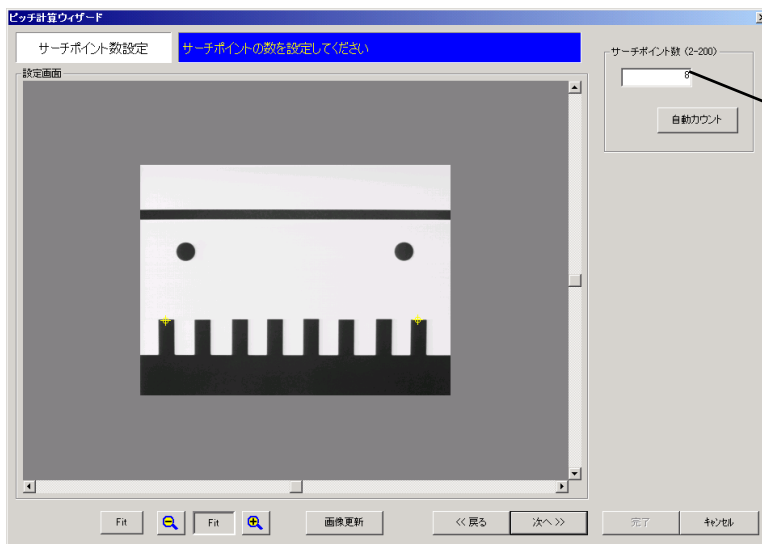 ピッチ計算ウィザード
サーチポイント数設定
サーチポイントの数を設定してください
サーチポイント数 (2-200)
8
自動カウント
設定画面
Fit
Fit
画像更新
<< 戻る
次へ >>
完了
キャンセル